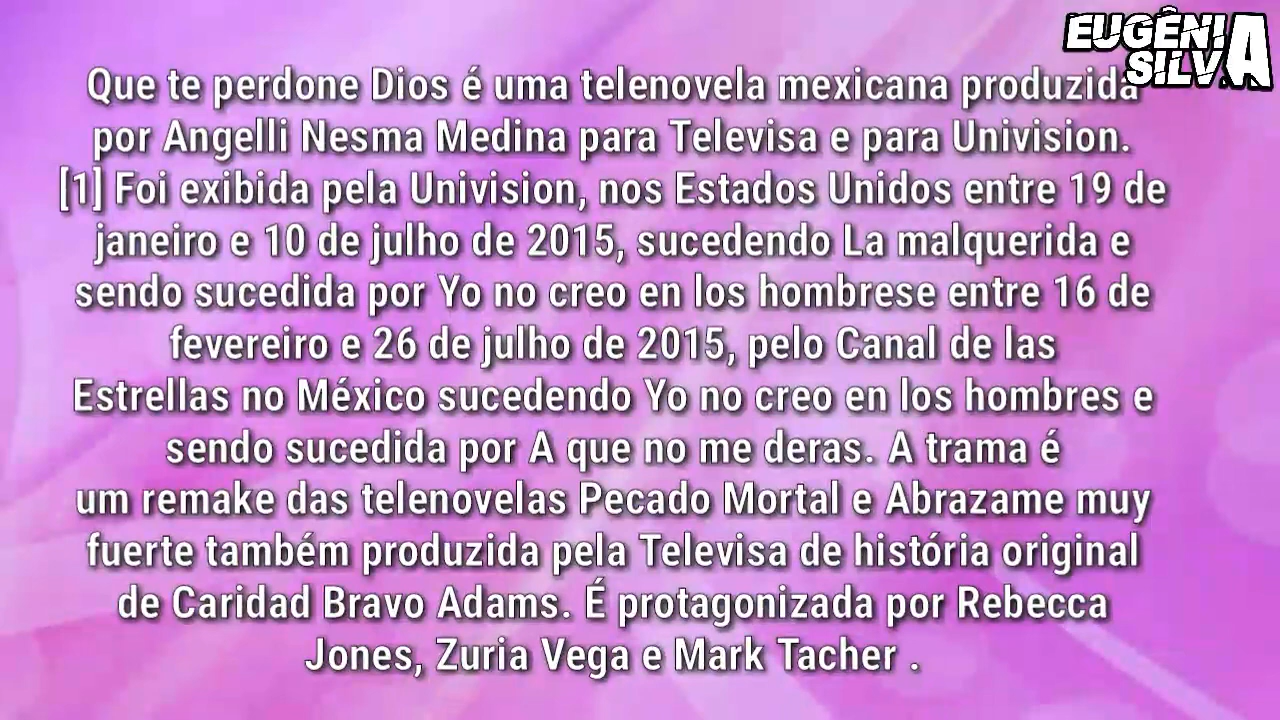 EUGÊNIA
SILVA
Que te perdone Dios é uma telenovela mexicana produzida
por Angelli Nesma Medina para Televisa e para Univision.
[1] Foi exibida pela Univision, nos Estados Unidos entre 19 de
janeiro e 10 de julho de 2015, sucedendo La malquerida e
sendo sucedida por Yo no creo en los hombrese entre 16 de
fevereiro e 26 de julho de 2015, pelo Canal de las
Estrellas no México sucedendo Yo no creo en los hombres e
sendo sucedida por A que no me deras. A trama é
um remake das telenovelas Pecado Mortal e Abrazame muy
fuerte também produzida pela Televisa de história original
de Caridad Bravo Adams. É protagonizada por Rebecca
Jones, Zuria Vega e Mark Tacher .